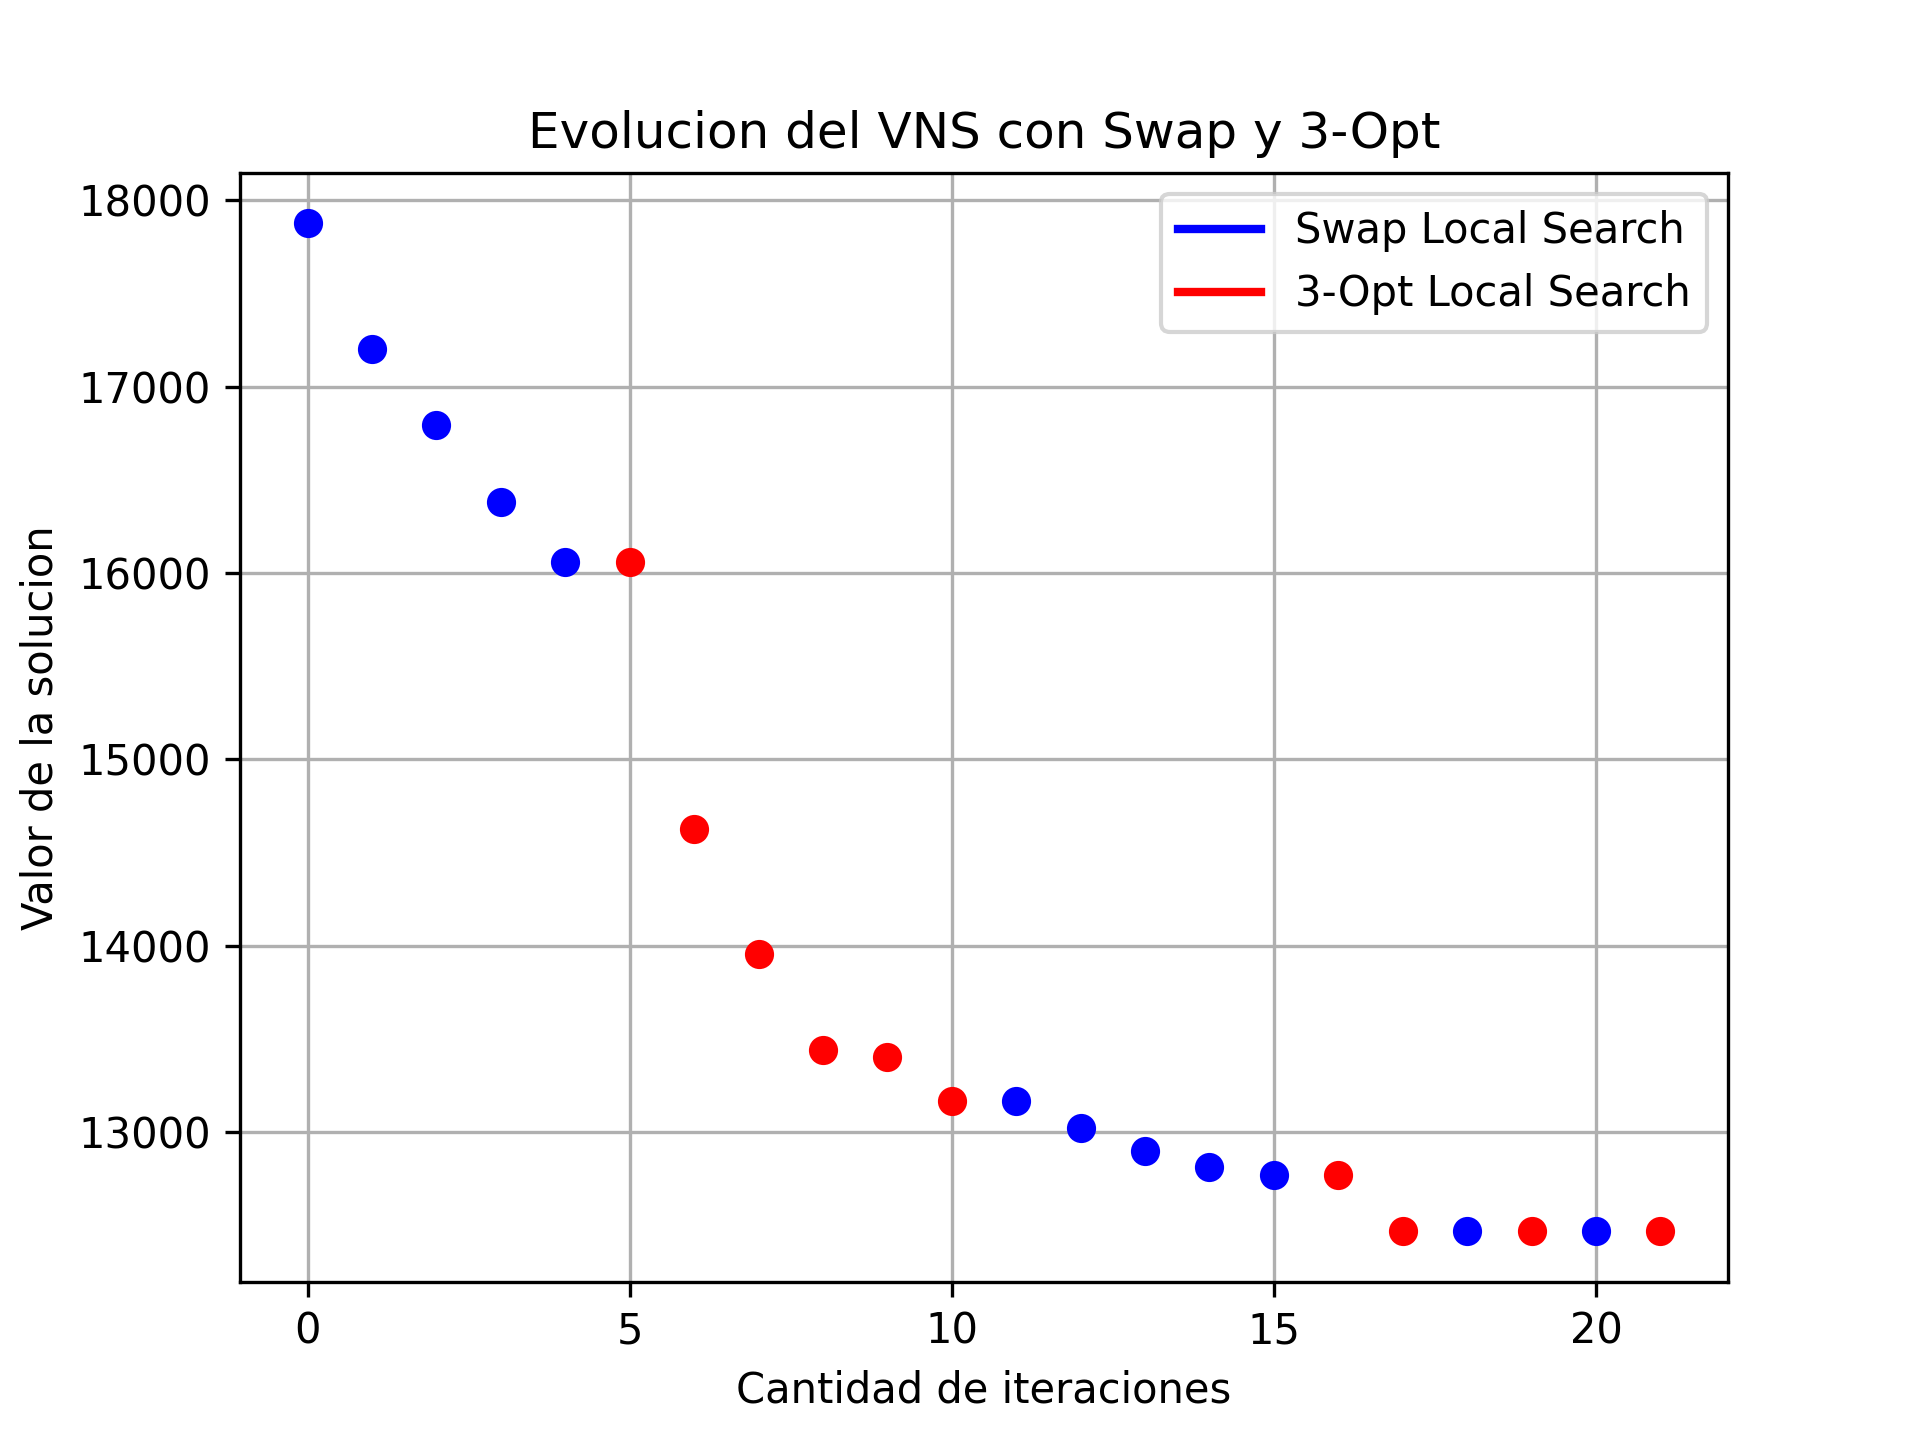 Evolucion del VNS con Swap y 3-Opt
Swap Local Search
3-Opt Local Search
18000
17000
16000
15000
14000
13000
Valor de la solucion
0 5 10 15 20
Cantidad de iteraciones